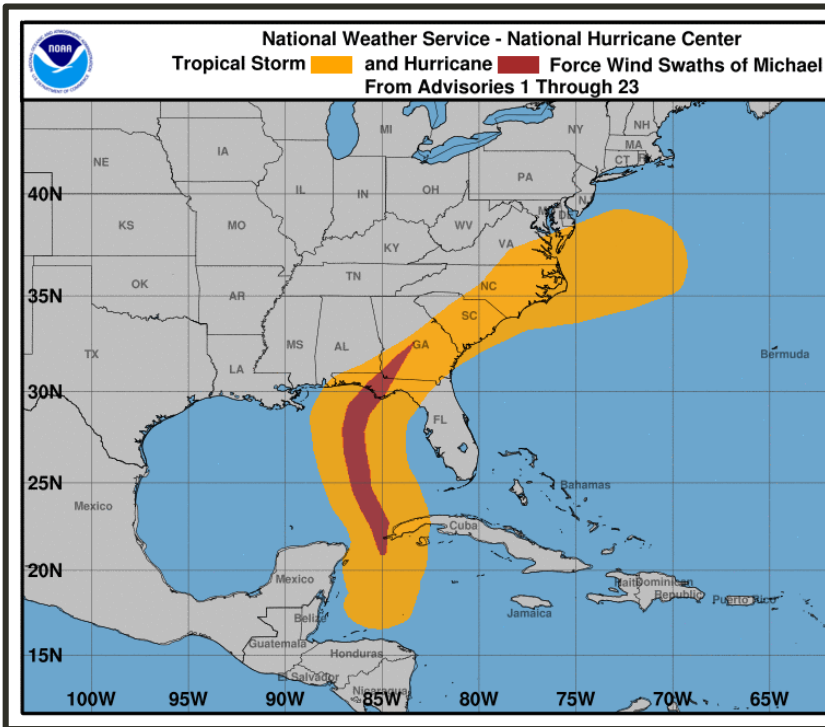 National Weather Service - National Hurricane Center
Tropical Storm and Hurricane Force Wind Swaths of Michael
From Advisories 1 Through 23
NOAA
MI
NH
NY
MA
CT
NE
IA
PA
40N
IL
IN
OH
N
DE
KS
MO
WV
VA
KY
OK
TN
NC
35N
AR
SC
TX
MS
AL
GA
Bermuda
LA
30N
FL
25N
Bahamas
Mexico
Cuba
20N
Mexico
Haiti
Dominican
Republic
Puerto Rico
Belize
Jamaica
Guatemala
Honduras
15N
El Salvador
Nicaragua
100W 95W 90W 85W 80W 75W 70W 65W